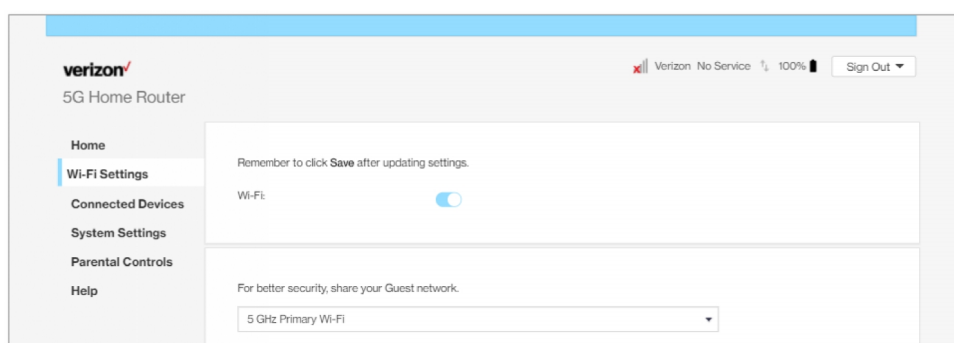 verizon
Verizon No Service 100% Sign Out
5G Home Router
Home
Wi-Fi Settings
Connected Devices
System Settings
Parental Controls
Help
Remember to click Save after updating settings.
Wi-Fi:
For better security, share your Guest network.
5 GHz Primary Wi-Fi